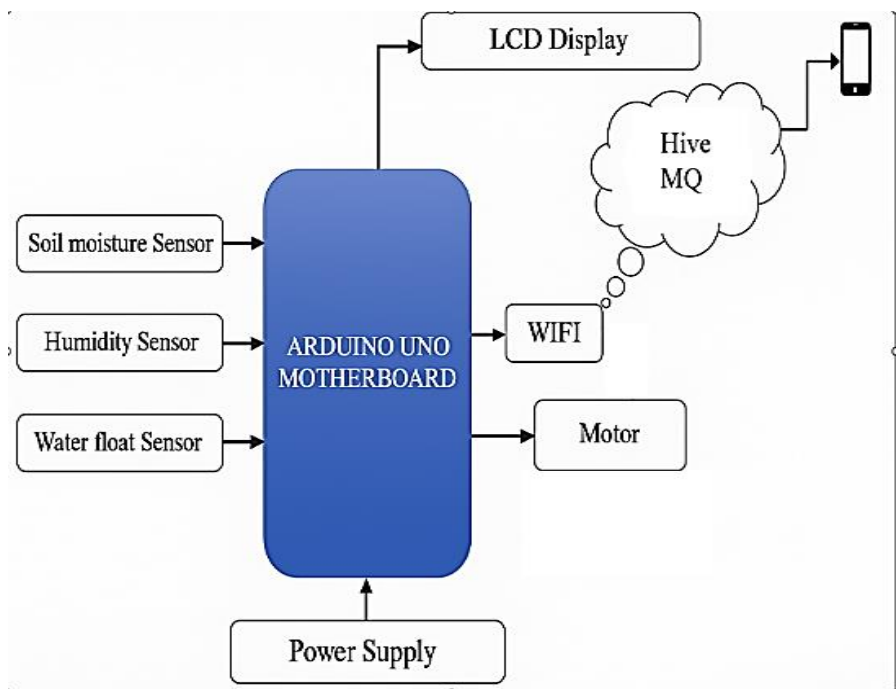 LCD Display
Hive
MQ
Soil moisture Sensor
Humidity Sensor
ARDUINO UNO
MOTHERBOARD
WIFI
Water float Sensor
Motor
Power Supply